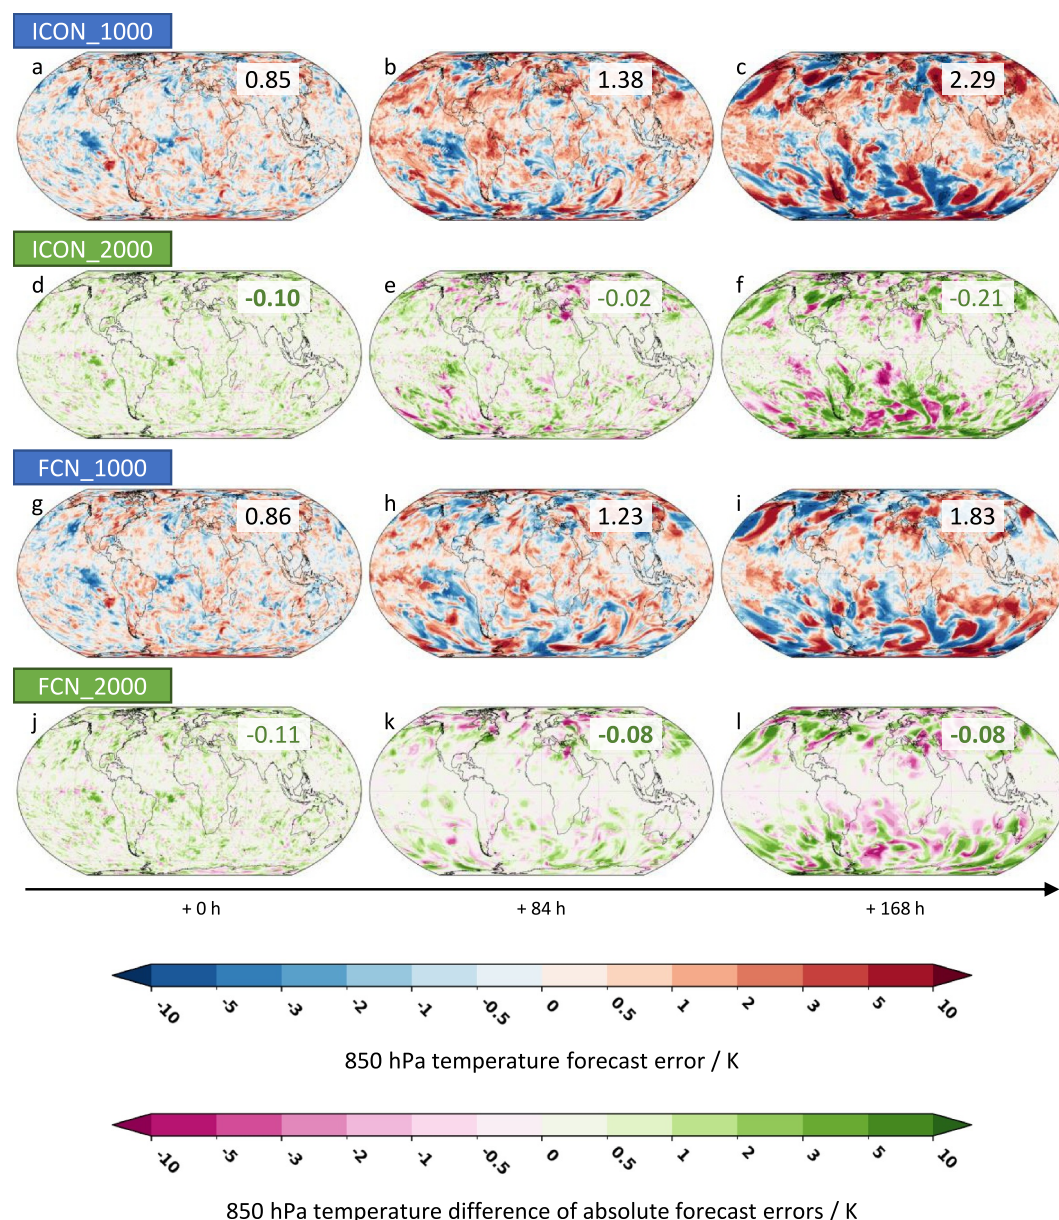 ICON_1000
a 0.85 b 1.38 c 2.29
ICON_2000
d -0.10 e -0.02 f -0.21
FCN_1000
g 0.86 h 1.23 i 1.83
FCN_2000
j -0.11 k -0.08 l -0.08
+ 0 h + 84 h + 168 h
-10 -5 -3 -2 -1 -0.5 0 0.5 1 2 3 5 10
850 hPa temperature forecast error / K
-10 -5 -3 -2 -1 -0.5 0 0.5 1 2 3 5 10
850 hPa temperature difference of absolute forecast errors / K